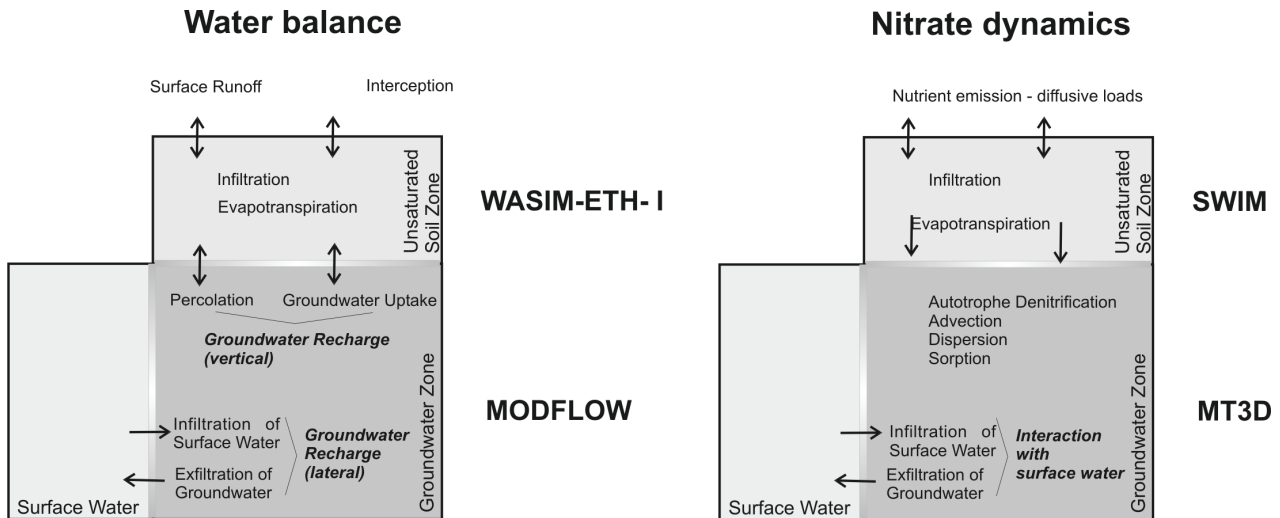 Water balance
Surface Runoff
Interception
Infiltration
Evapotranspiration
Unsaturated
Soil Zone
WASIM-ETH- I
Percolation
Groundwater Uptake
Groundwater Recharge
(vertical)
Groundwater Zone
MODFLOW
Infiltration of
Surface Water
Exfiltration of
Groundwater
Groundwater
Recharge
(lateral)
Surface Water
Nitrate dynamics
Nutrient emission - diffusive loads
Infiltration
Evapotranspiration
Unsaturated
Soil Zone
SWIM
Autotrophe Denitrification
Advection
Dispersion
Sorption
Groundwater Zone
MT3D
Infiltration of
Surface Water
Exfiltration of
Groundwater
Interaction
with
surface water
Surface Water